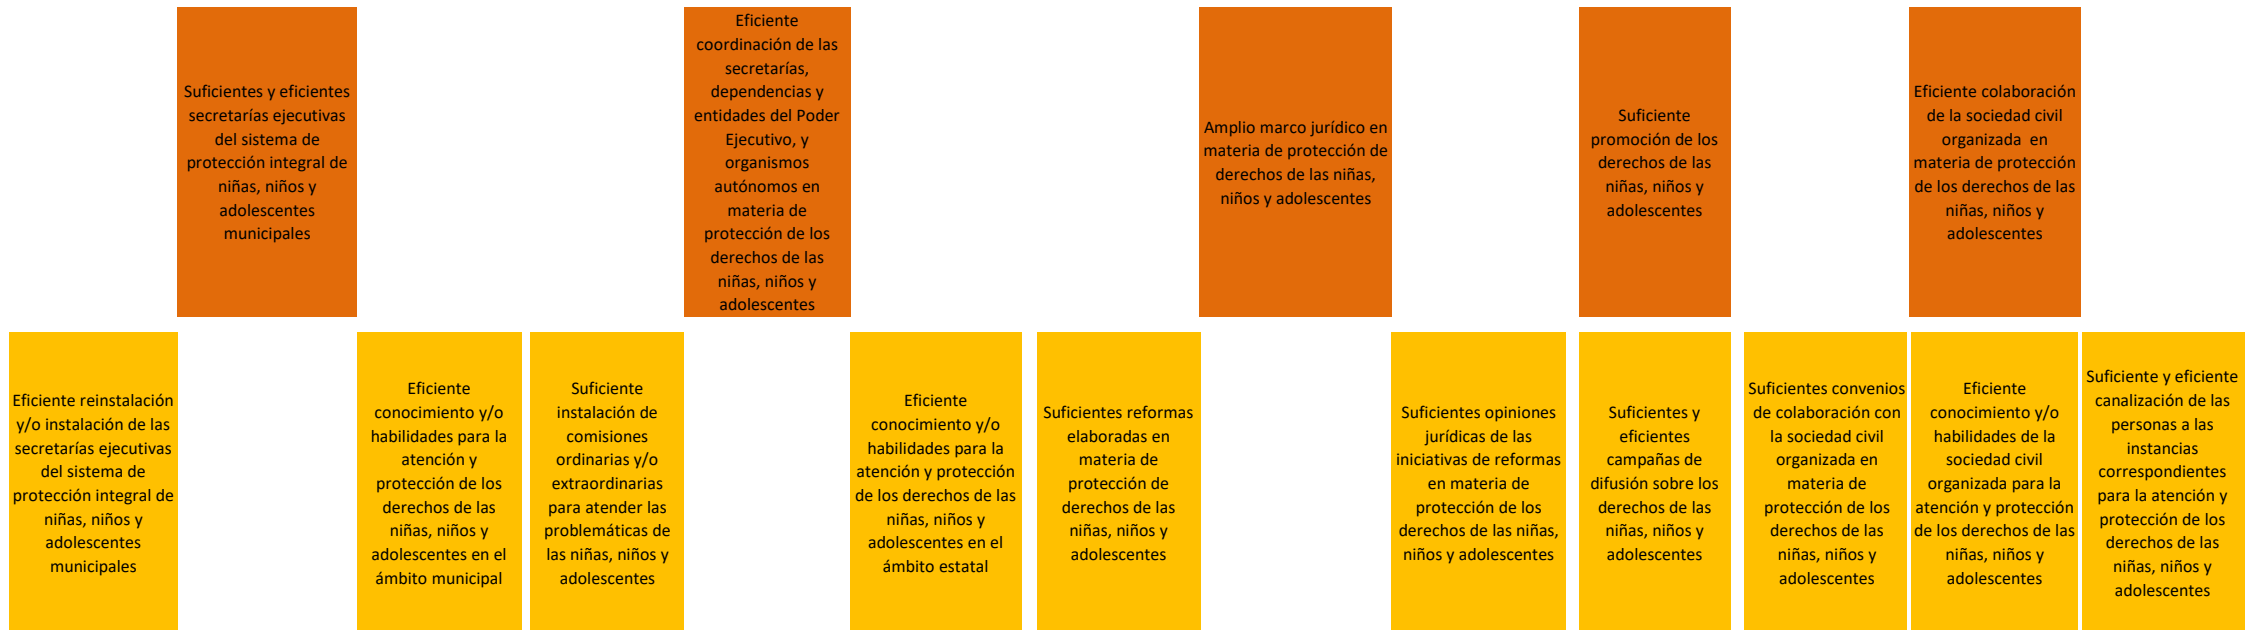 Suficientes y eficientes
secretarías ejecutivas
del sistema de
protección integral de
niñas, niños y
adolescentes
municipales
Eficiente
coordinación de las
secretarías,
dependencias y
entidades del Poder
Ejecutivo, y
organismos
autónomos en
materia de
protección de los
derechos de las
niñas, niños y
adolescentes
Amplio marco jurídico en
materia de protección de
derechos de las niñas,
niños y adolescentes
Suficiente
promoción de los
derechos de las
niñas, niños y
adolescentes
Eficiente colaboración
de la sociedad civil
organizada  en
materia de protección
de los derechos de las
niñas, niños y
adolescentes
Eficiente reinstalación
y/o instalación de las
secretarías ejecutivas
del sistema de
protección integral de
niñas, niños y
adolescentes
municipales
Eficiente
conocimiento y/o
habilidades para la
atención y
protección de los
derechos de las
niñas, niños y
adolescentes en el
ámbito municipal
Suficiente
instalación de
comisiones
ordinarias y/o
extraordinarias
para atender las
problemáticas de
las niñas, niños y
adolescentes
Eficiente
conocimiento y/o
habilidades para la
atención y protección
de los derechos de las
niñas, niños y
adolescentes en el
ámbito estatal
Suficientes reformas
elaboradas en
materia de
protección de
derechos de las
niñas, niños y
adolescentes
Suficientes opiniones
jurídicas de las
iniciativas de reformas
en materia de
protección de los
derechos de las niñas,
niños y adolescentes
Suficientes y
eficientes
campañas de
difusión sobre los
derechos de las
niñas, niños y
adolescentes
Suficientes convenios
de colaboración con
la sociedad civil
organizada en
materia de
protección de los
derechos de las
niñas, niños y
adolescentes
Eficiente
conocimiento y/o
habilidades de la
sociedad civil
organizada para la
atención y protección
de los derechos de las
niñas, niños y
adolescentes
Suficiente y eficiente
canalización de las
personas a las
instancias
correspondientes
para la atención y
protección de los
derechos de las
niñas, niños y
adolescentes